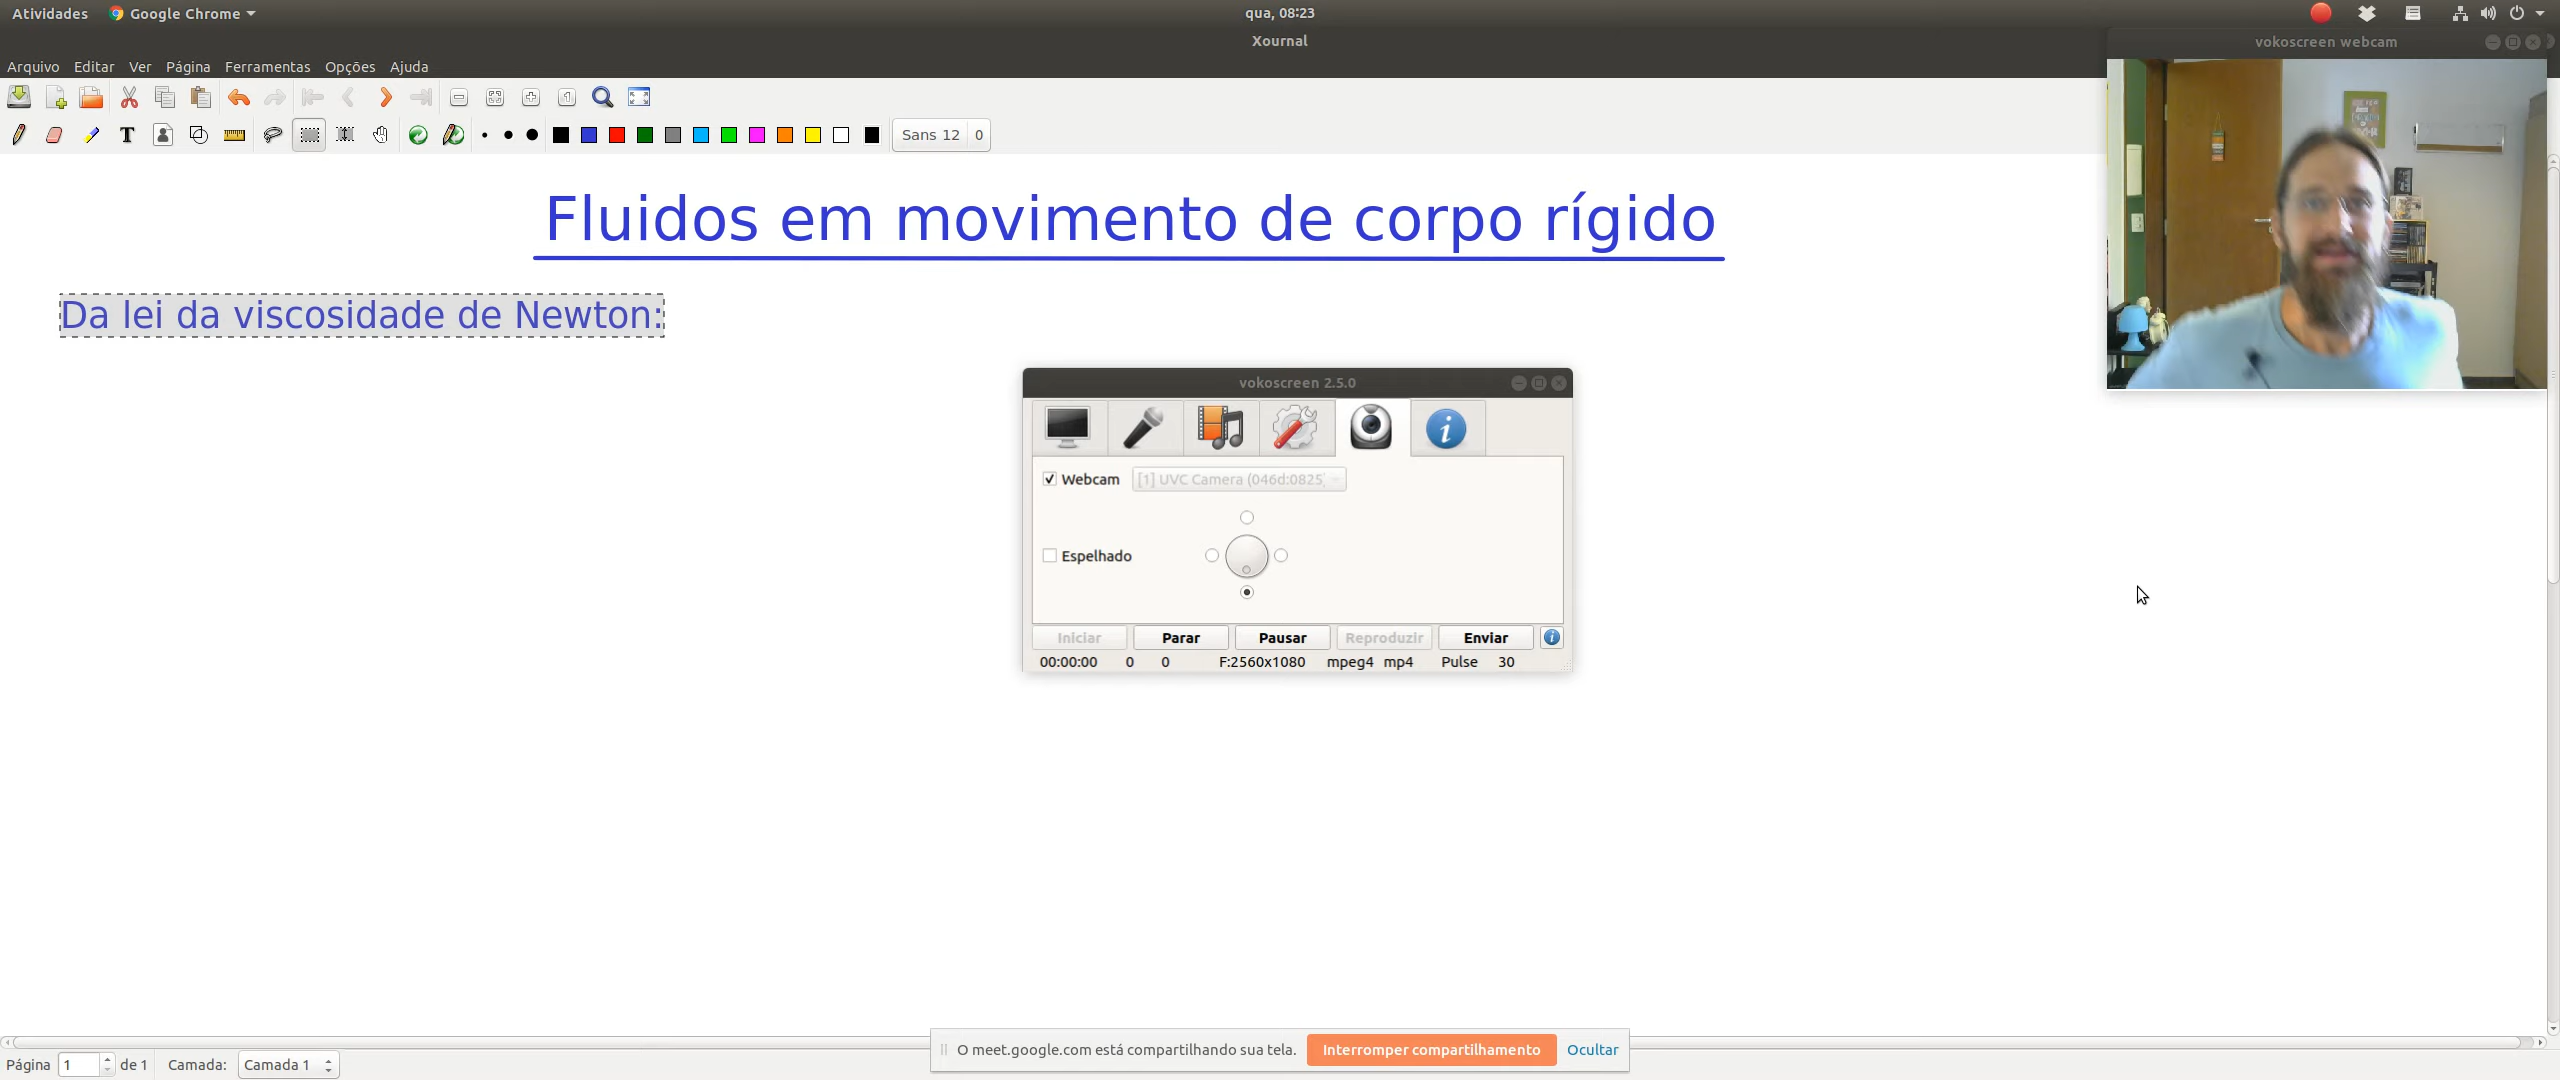 Atividades Google Chrome qua, 08:23
Xournal
vokoscreen webcam
Arquivo Editar Ver Página Ferramentas Opções Ajuda
T Sans 12 0
Fluidos em movimento de corpo rígido
Da lei da viscosidade de Newton:
vokoscreen 2.5.0
Webcam [1] UVC Camera (046d:0825)
Espelhado
Iniciar Parar Pausar Reproduzir Enviar
00:00:00 0 0 F:2560x1080 mpeg4 mp4 Pulse 30
O meet.google.com está compartilhando sua tela. Interromper compartilhamento Ocultar
Página 1 de 1 Camada: Camada 1